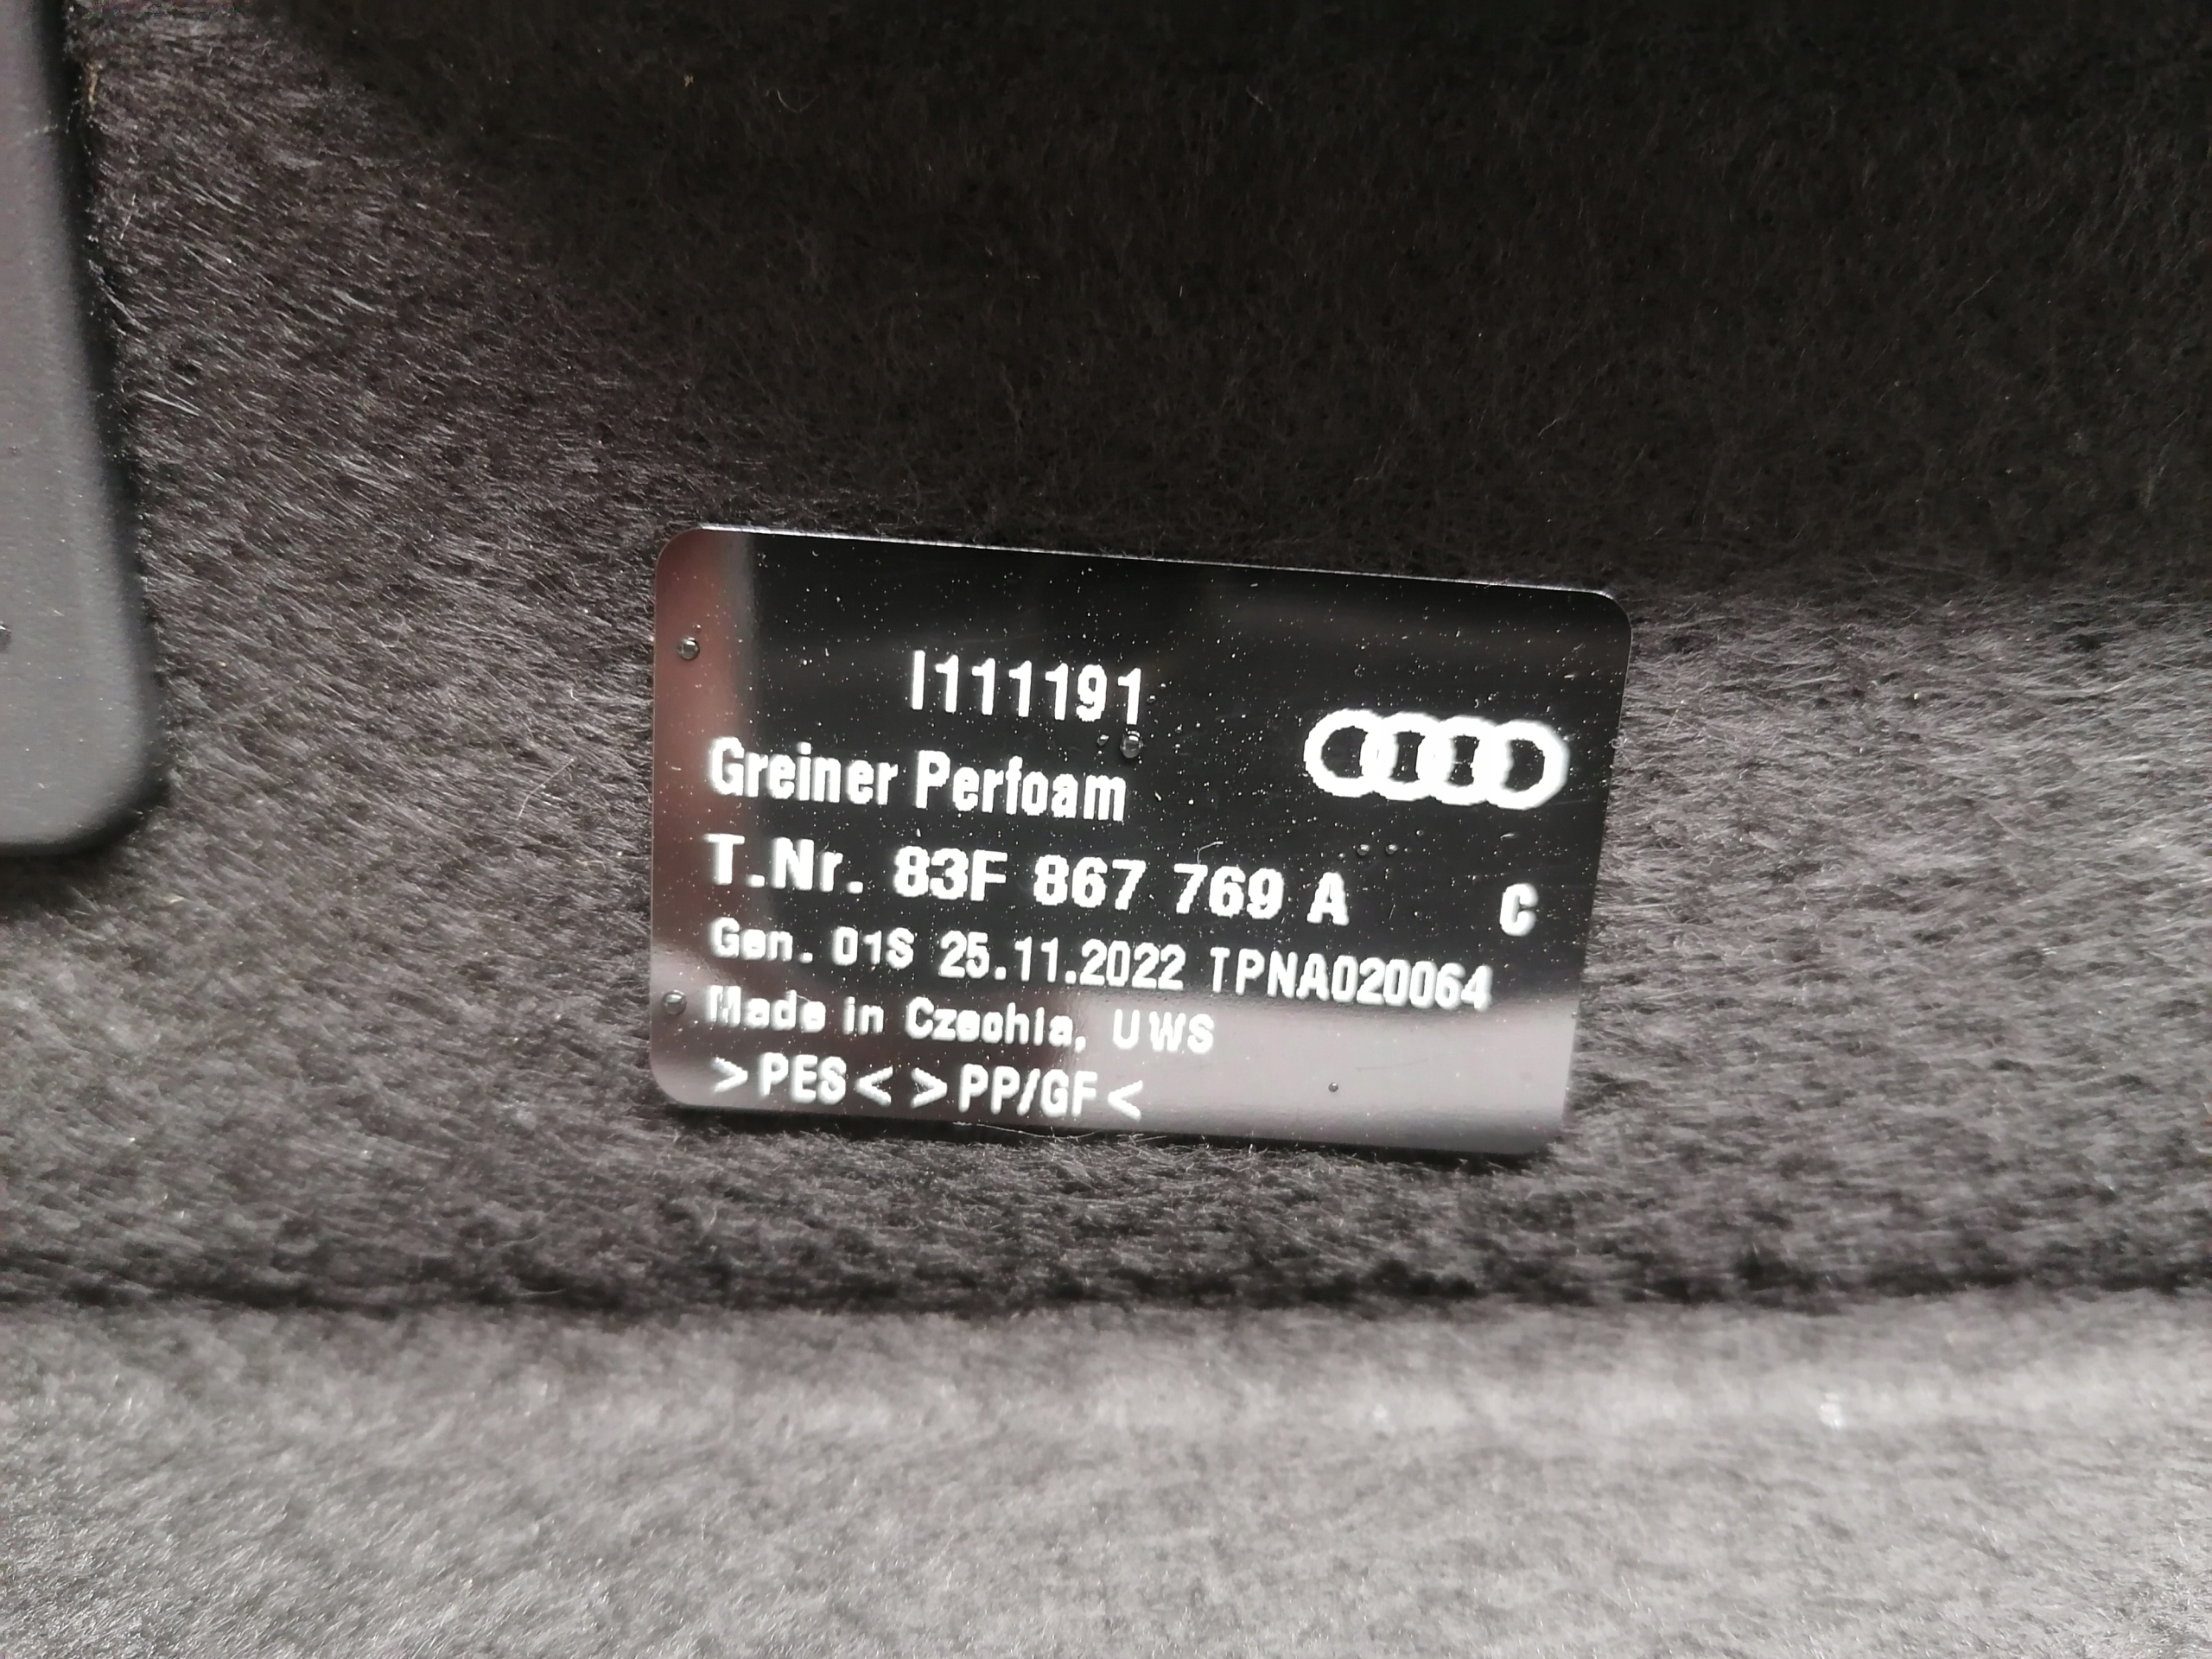 I111191
Greiner Perfoam
T.Nr. 83F 867 769 A C
Gen. 01S 25.11.2022 TPNA020064
Made in Czechia, UWS
>PES< >PP/GF<